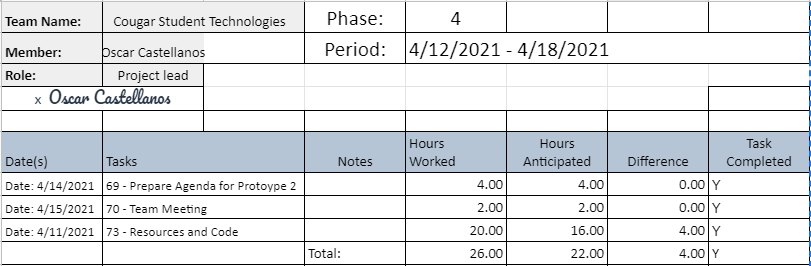 Team Name: Cougar Student Technologies Phase: 4
Member: Oscar Castellanos Period: 4/12/2021 - 4/18/2021
Role: Project lead
x Oscar Castellanos
Date(s) Tasks Notes Hours Worked Hours Anticipated Difference Task Completed
Date: 4/14/2021 69 - Prepare Agenda for Protoype 2 4.00 4.00 0.00 Y
Date: 4/15/2021 70 - Team Meeting 2.00 2.00 0.00 Y
Date: 4/11/2021 73 - Resources and Code 20.00 16.00 4.00 Y
Total: 26.00 22.00 4.00 Y